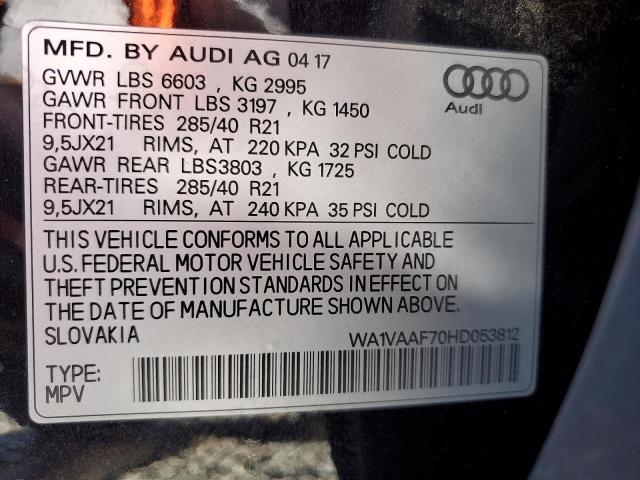 MFD. BY AUDI AG 04 17
GVWR LBS 6603 , KG 2995
GAWR FRONT LBS 3197 , KG 1450
FRONT-TIRES 285/40 R21
9,5JX21 RIMS, AT 220 KPA 32 PSI COLD
GAWR REAR LBS3803 , KG 1725
REAR-TIRES 285/40 R21
9,5JX21 RIMS, AT 240 KPA 35 PSI COLD
Audi
THIS VEHICLE CONFORMS TO ALL APPLICABLE
U.S. FEDERAL MOTOR VEHICLE SAFETY AND
THEFT PREVENTION STANDARDS IN EFFECT ON
THE DATE OF MANUFACTURE SHOWN ABOVE.
SLOVAKIA
WA1VAAF70HD053812
TYPE:
MPV